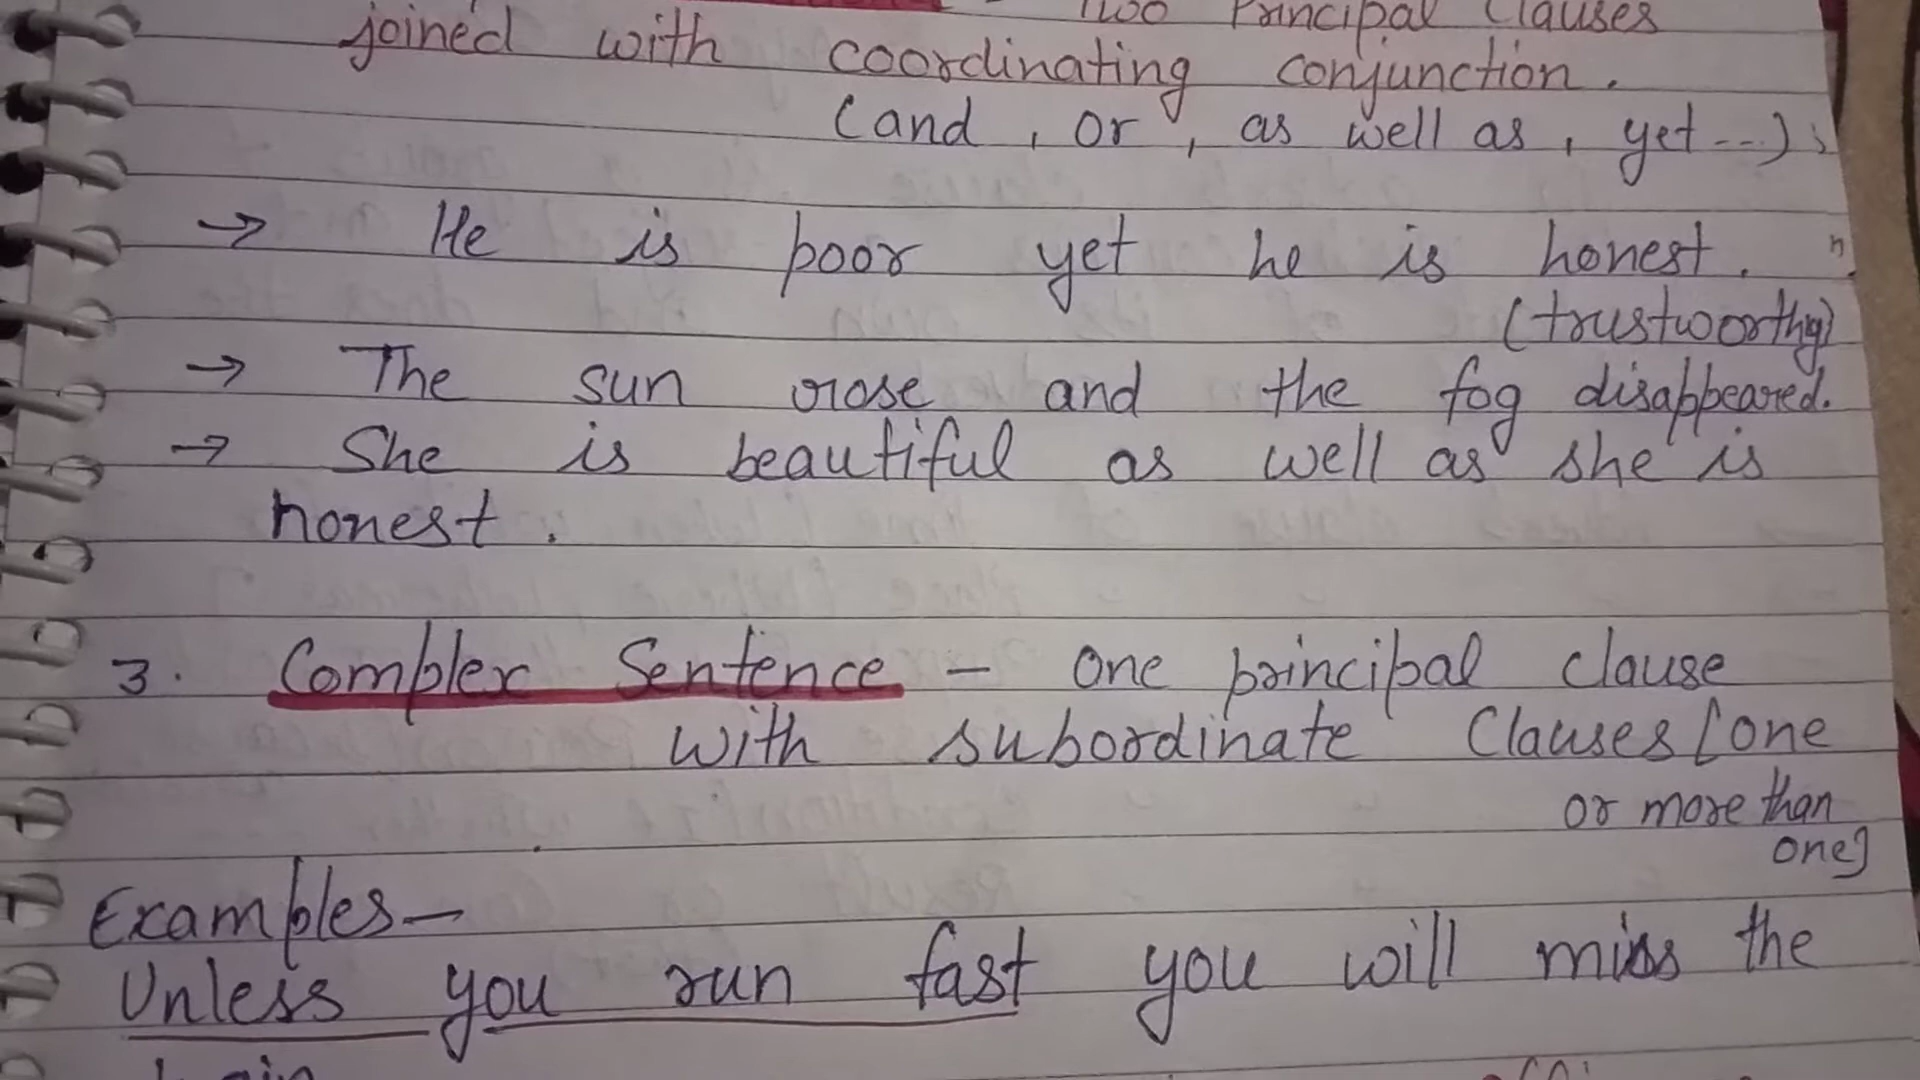 Two Principal Clauses
joined with coordinating conjunction.
(and, or, as well as, yet---)
→ He is poor yet he is honest.
(trustworthy)
→ The sun rose and the fog disappeared.
→ She is beautiful as well as she is
honest.
3. Complex Sentence - One principal clause
with subordinate Clauses [one
or more than
one]
Examples-
Unless you run fast you will miss the